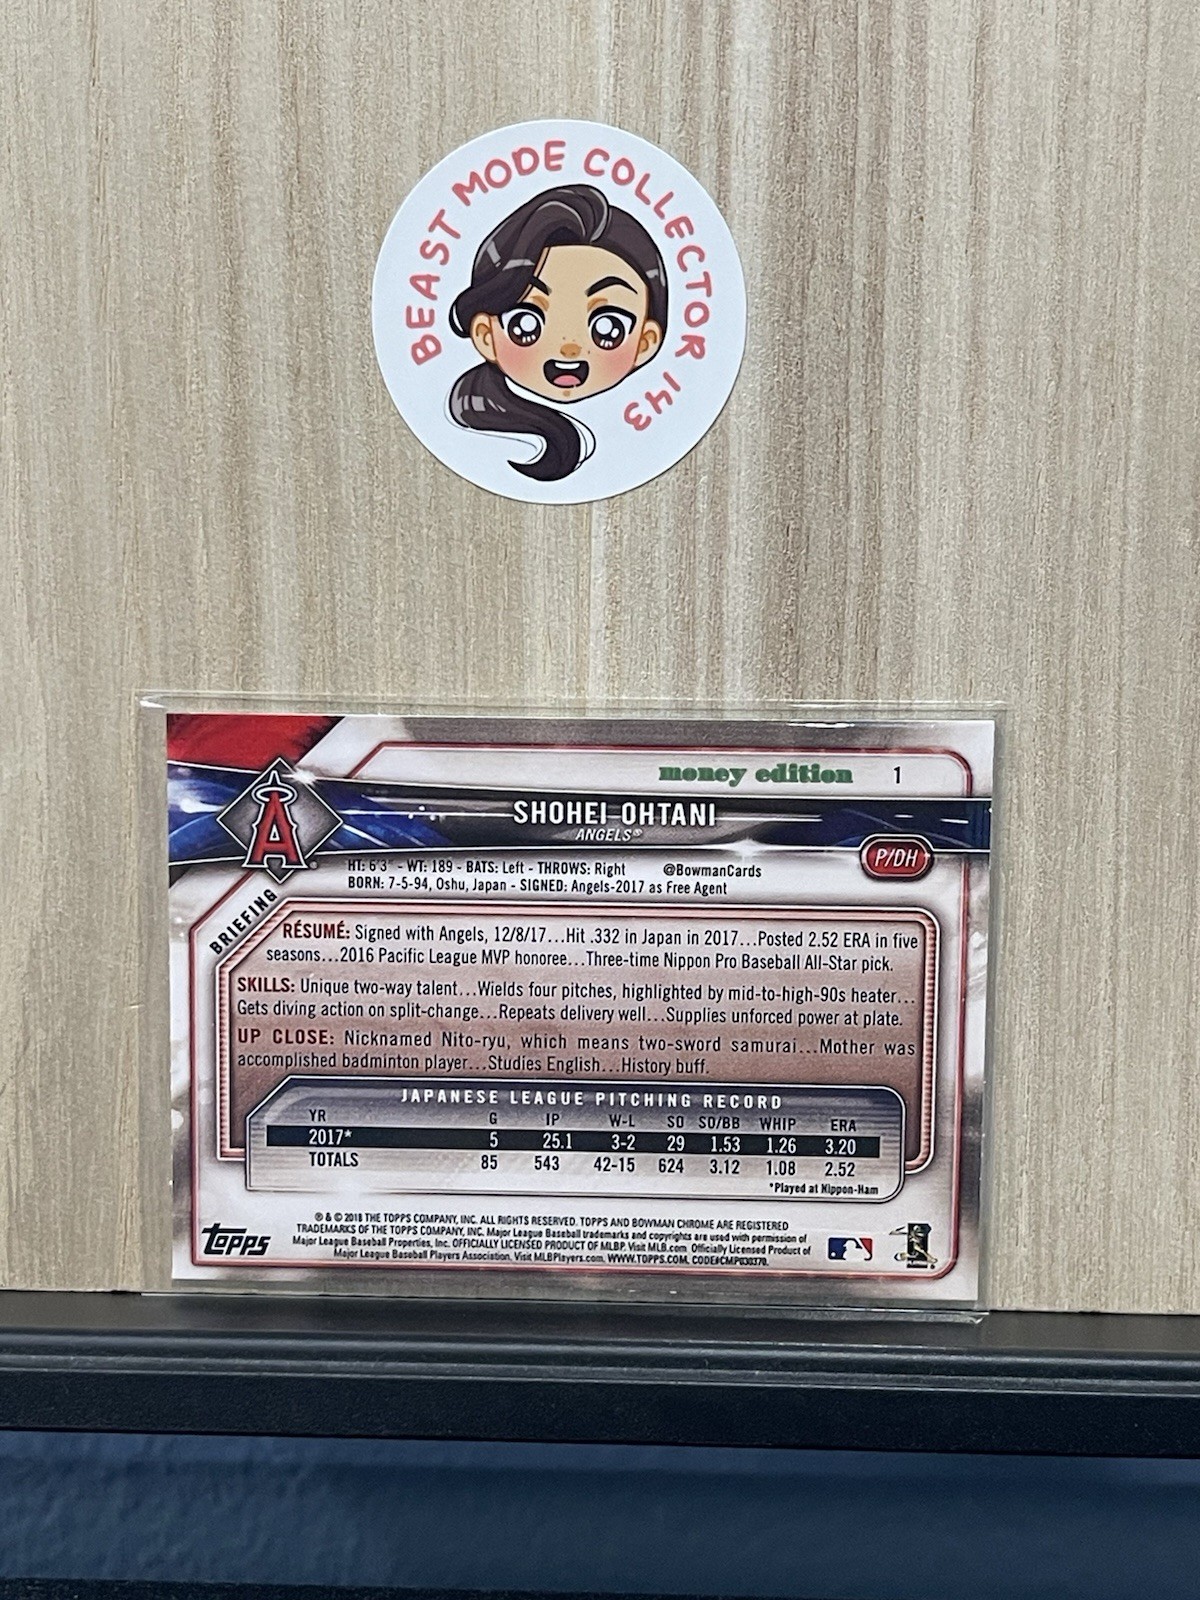 BEAST MODE COLLECTOR 143
money edition 1
SHOHEI OHTANI
ANGELS®
P/DH
HT: 6'3" - WT: 189 - BATS: Left - THROWS: Right @BowmanCards
BORN: 7-5-94, Oshu, Japan - SIGNED: Angels-2017 as Free Agent
BRIEFING
RÉSUMÉ: Signed with Angels, 12/8/17...Hit .332 in Japan in 2017...Posted 2.52 ERA in five
seasons...2016 Pacific League MVP honoree...Three-time Nippon Pro Baseball All-Star pick.
SKILLS: Unique two-way talent...Wields four pitches, highlighted by mid-to-high-90s heater...
Gets diving action on split-change...Repeats delivery well...Supplies unforced power at plate.
UP CLOSE: Nicknamed Nito-ryu, which means two-sword samurai...Mother was
accomplished badminton player...Studies English...History buff.
JAPANESE LEAGUE PITCHING RECORD
YR G IP W-L SO SO/BB WHIP ERA
2017* 5 25.1 3-2 29 1.53 1.26 3.20
TOTALS 85 543 42-15 624 3.12 1.08 2.52
*Played at Nippon-Ham
Topps
® & © 2018 THE TOPPS COMPANY, INC. ALL RIGHTS RESERVED. TOPPS AND BOWMAN CHROME ARE REGISTERED
TRADEMARKS OF THE TOPPS COMPANY, INC. Major League Baseball trademarks and copyrights are used with permission of
Major League Baseball Properties, Inc. OFFICIALLY LICENSED PRODUCT OF MLBP. Visit MLB.com Officially Licensed Product of
Major League Baseball Players Association. Visit MLBPlayers.com. WWW.TOPPS.COM. CODE#CMP030370.